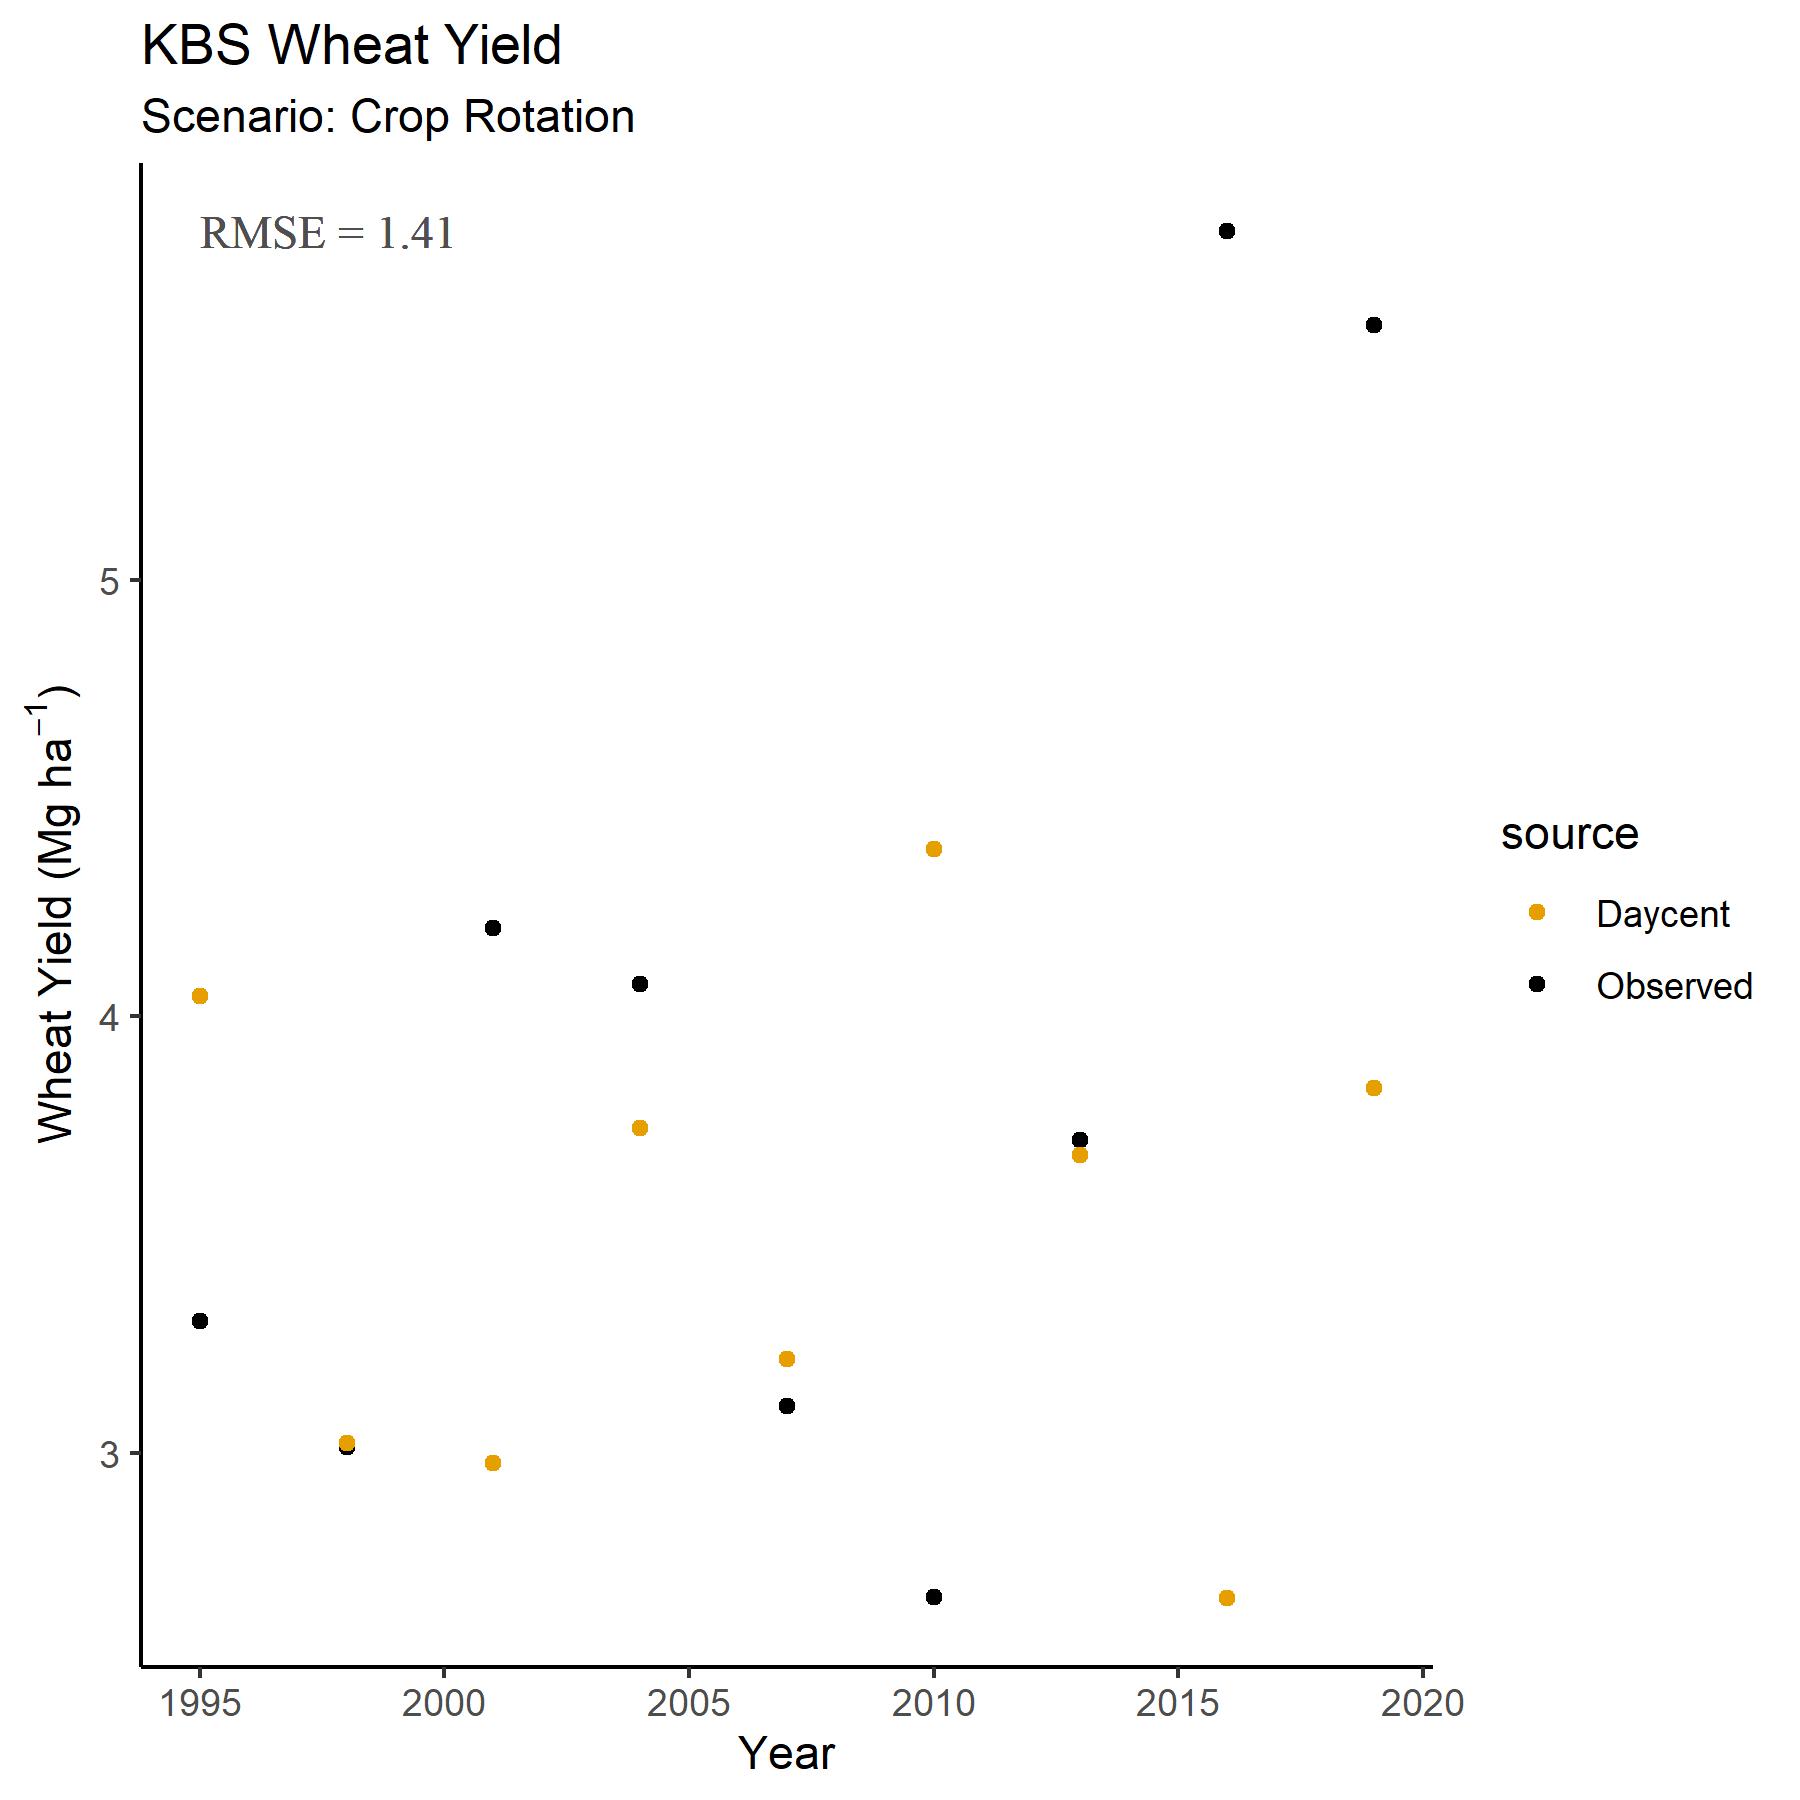 KBS Wheat Yield
Scenario: Crop Rotation
RMSE = 1.41
5
4
3
Wheat Yield (Mg ha⁻¹)
1995 2000 2005 2010 2015 2020
Year
source
Daycent
Observed